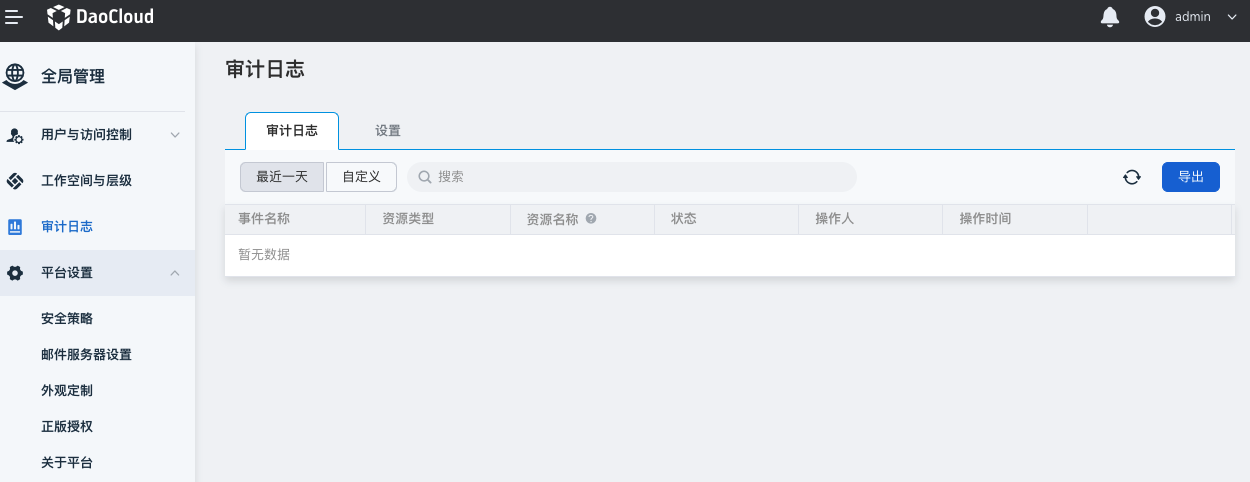 DaoCloud
admin
全局管理
用户与访问控制
工作空间与层级
审计日志
平台设置
安全策略
邮件服务器设置
外观定制
正版授权
关于平台
审计日志
审计日志 设置
最近一天 自定义 搜索 导出
事件名称 资源类型 资源名称 ? 状态 操作人 操作时间
暂无数据